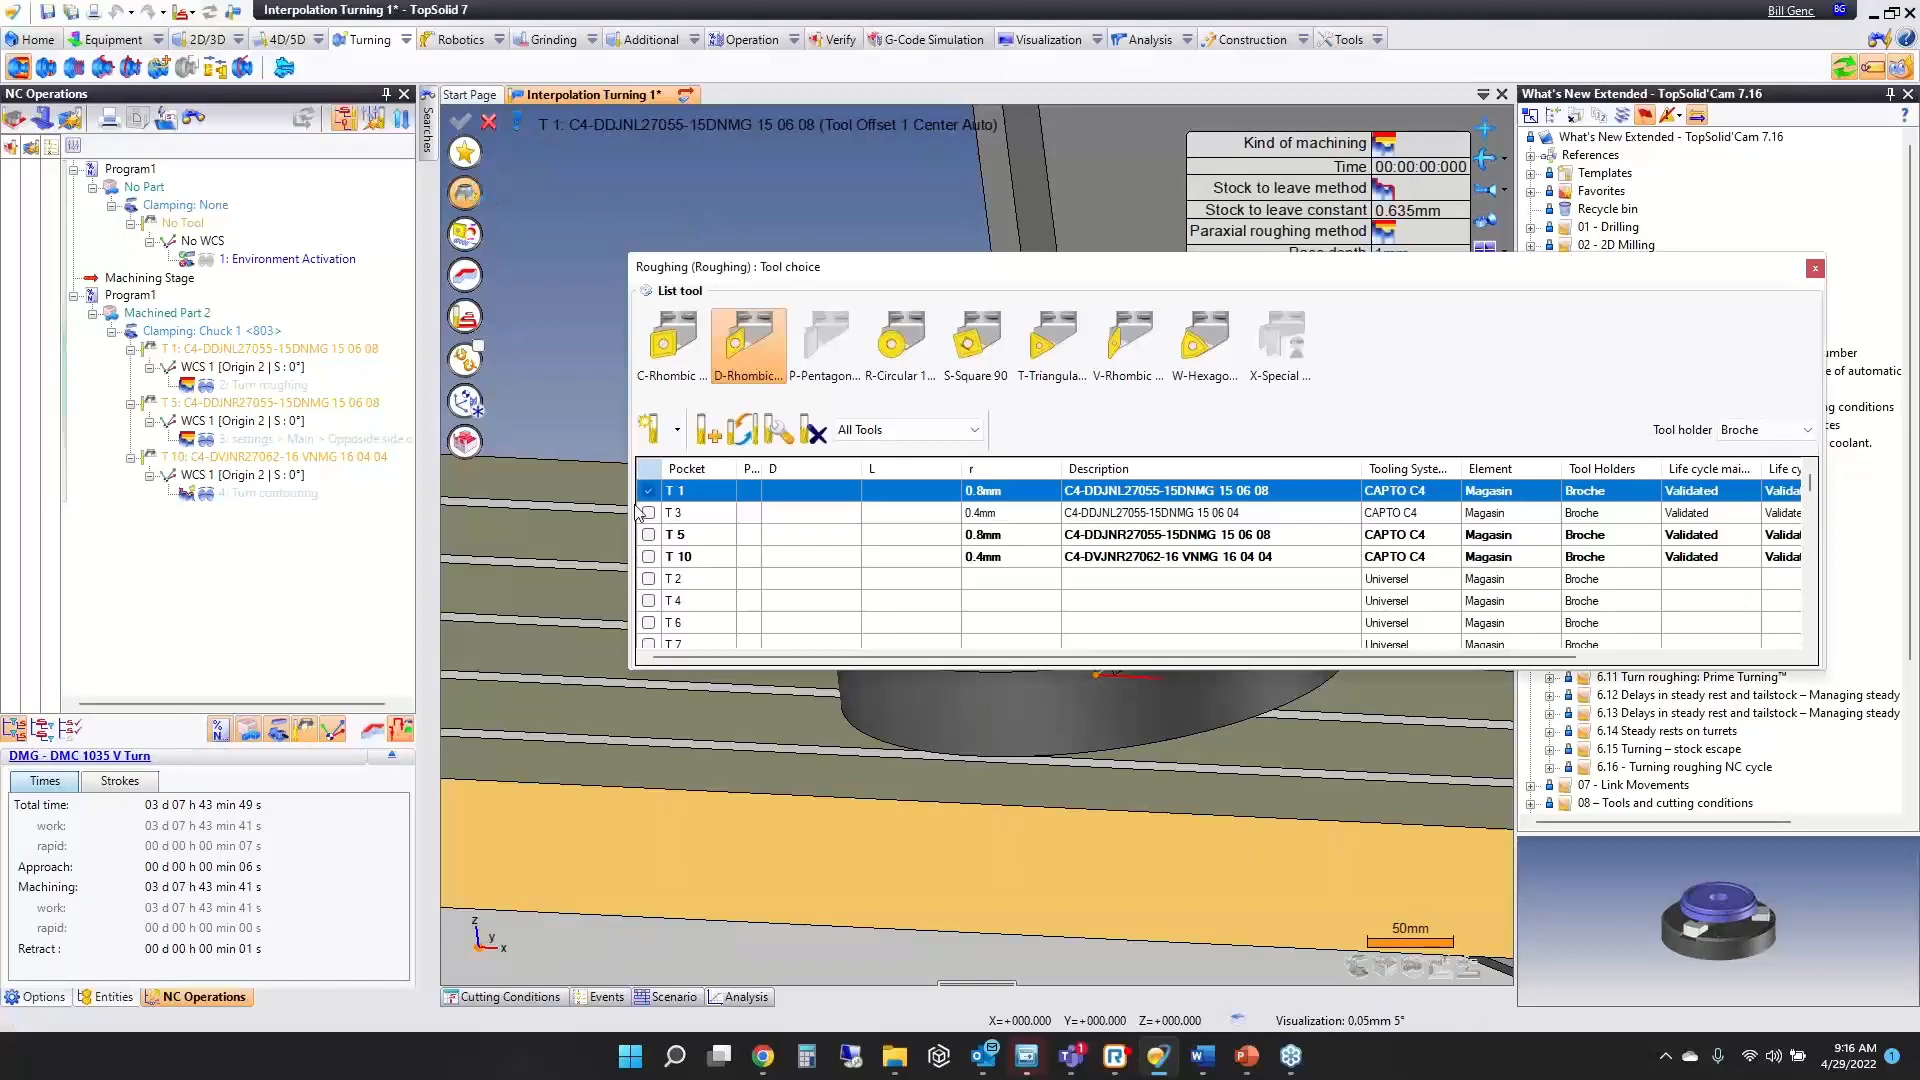 Interpolation Turning 1* - TopSolid 7
Bill Genc
BG
Home
Equipment
2D/3D
4D/5D
Turning
Robotics
Grinding
Additional
Operation
Verify
G-Code Simulation
Visualization
Analysis
Construction
Tools
NC Operations
Searches
Start Page
Interpolation Turning 1*
What's New Extended - TopSolid'Cam 7.16
T 1: C4-DDJNL27055-15DNMG 15 06 08 (Tool Offset 1 Center Auto)
Kind of machining
Time 00:00:00:000
Stock to leave method
Stock to leave constant 0.635mm
Paraxial roughing method
Program1
No Part
Clamping: None
No Tool
No WCS
1: Environment Activation
Machining Stage
Program1
Machined Part 2
Clamping: Chuck 1 <803>
T 1: C4-DDJNL27055-15DNMG 15 06 08
WCS 1 [Origin 2 | S : 0°]
2: Turn roughing
T 5: C4-DDJNR27055-15DNMG 15 06 08
WCS 1 [Origin 2 | S : 0°]
3: settings > Main > Opposite side o
T 10: C4-DVJNR27062-16 VNMG 16 04 04
WCS 1 [Origin 2 | S : 0°]
4: Turn contouring
What's New Extended - TopSolid'Cam 7.16
References
Templates
Favorites
Recycle bin
01 - Drilling
02 - 2D Milling
umber
e of automatic
g conditions
ces
coolant.
Roughing (Roughing) : Tool choice
List tool
C-Rhombic ...
D-Rhombic...
P-Pentagon...
R-Circular 1...
S-Square 90
T-Triangula...
V-Rhombic ...
W-Hexago...
X-Special ...
All Tools
Tool holder Broche
Pocket P... D L r Description Tooling Syste... Element Tool Holders Life cycle mai... Life cy
T 1 0.8mm C4-DDJNL27055-15DNMG 15 06 08 CAPTO C4 Magasin Broche Validated Valida
T 3 0.4mm C4-DDJNL27055-15DNMG 15 06 04 CAPTO C4 Magasin Broche Validated Validate
T 5 0.8mm C4-DDJNR27055-15DNMG 15 06 08 CAPTO C4 Magasin Broche Validated Valida
T 10 0.4mm C4-DVJNR27062-16 VNMG 16 04 04 CAPTO C4 Magasin Broche Validated Valida
T 2 Universel Magasin Broche
T 4 Universel Magasin Broche
T 6 Universel Magasin Broche
T 7 Universel Magasin Broche
6.11 Turn roughing: Prime Turning™
6.12 Delays in steady rest and tailstock – Managing steady
6.13 Delays in steady rest and tailstock – Managing steady
6.14 Steady rests on turrets
6.15 Turning – stock escape
6.16 - Turning roughing NC cycle
07 - Link Movements
08 – Tools and cutting conditions
DMG - DMC 1035 V Turn
Times
Strokes
Total time: 03 d 07 h 43 min 49 s
work: 03 d 07 h 43 min 41 s
rapid: 00 d 00 h 00 min 07 s
Approach: 00 d 00 h 00 min 06 s
Machining: 03 d 07 h 43 min 41 s
work: 03 d 07 h 43 min 41 s
rapid: 00 d 00 h 00 min 00 s
Retract : 00 d 00 h 00 min 01 s
Z
y
x
50mm
Options
Entities
NC Operations
Cutting Conditions
Events
Scenario
Analysis
X=+000.000 Y=+000.000 Z=+000.000
Visualization: 0,05mm 5°
9:16 AM
4/29/2022
1